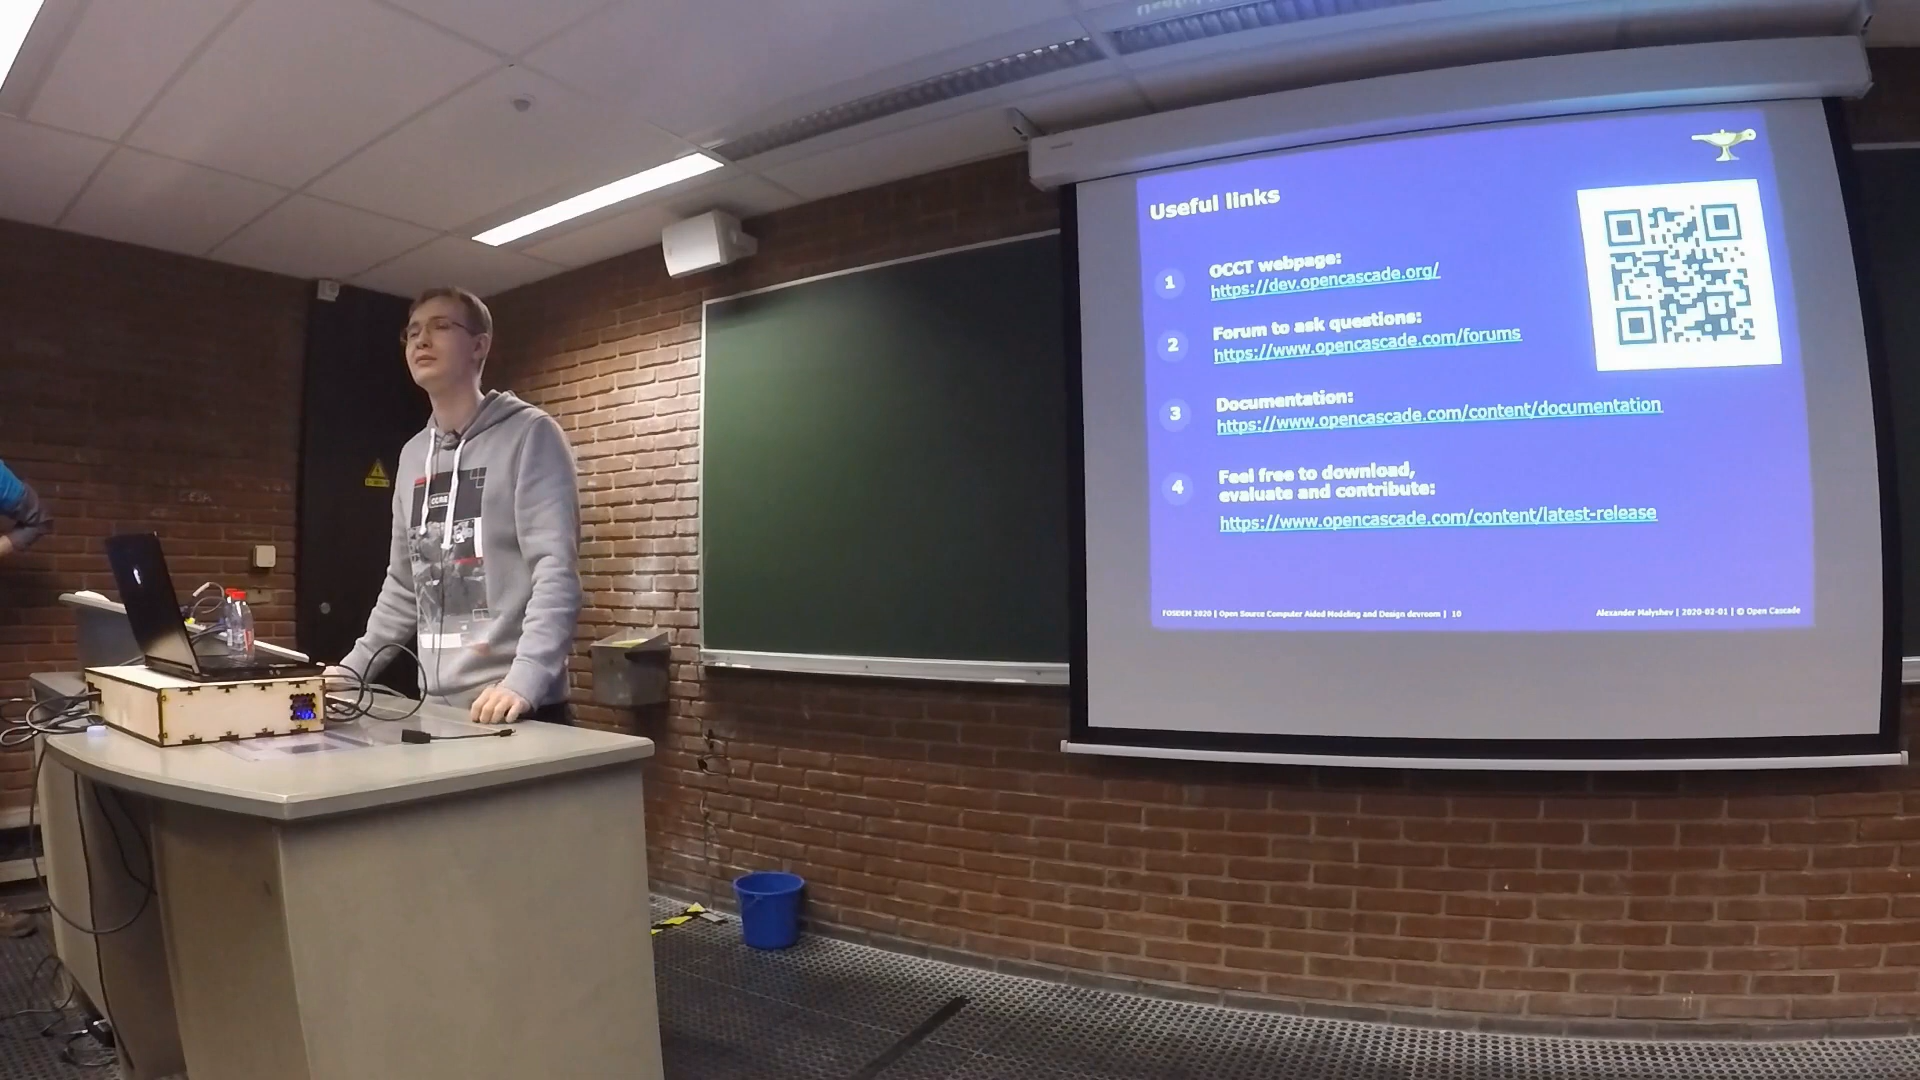 Useful links
1
OCCT webpage:
https://dev.opencascade.org/
2
Forum to ask questions:
https://www.opencascade.com/forums
3
Documentation:
https://www.opencascade.com/content/documentation
4
Feel free to download,
evaluate and contribute:
https://www.opencascade.com/content/latest-release
FOSDEM 2020 | Open Source Computer Aided Modeling and Design devroom | 10
Alexander Malyshev | 2020-02-01 | © Open Cascade